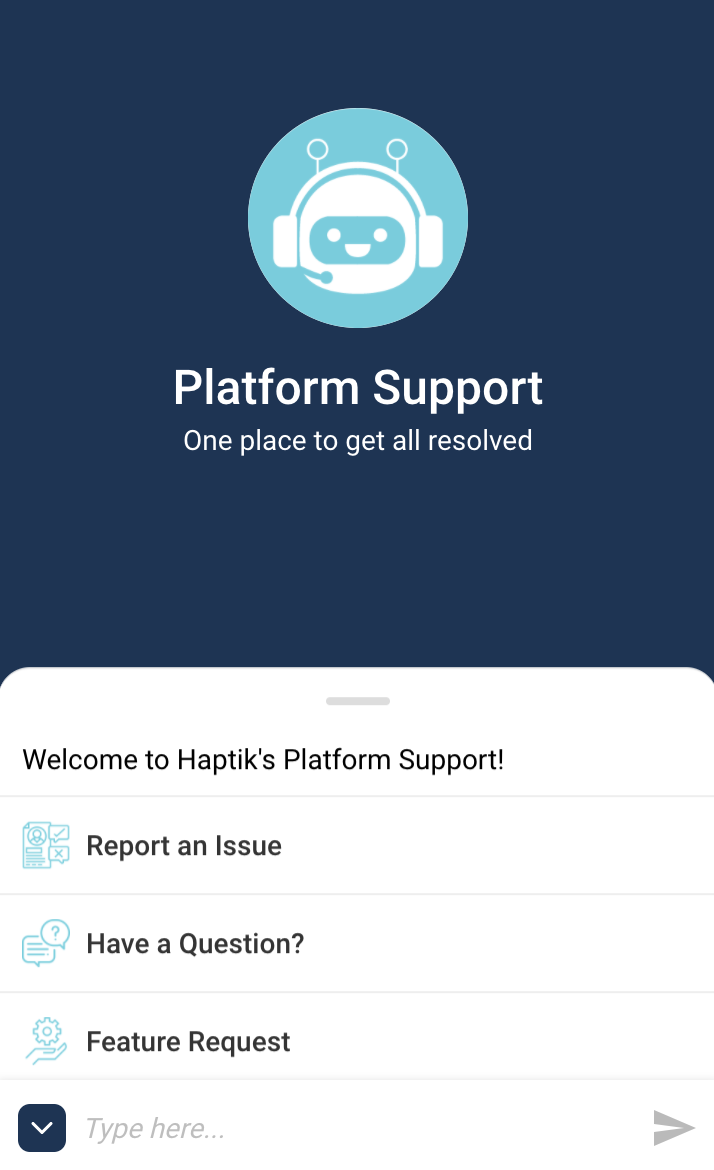 Platform Support
One place to get all resolved
Welcome to Haptik's Platform Support!
Report an Issue
Have a Question?
Feature Request
Type here...